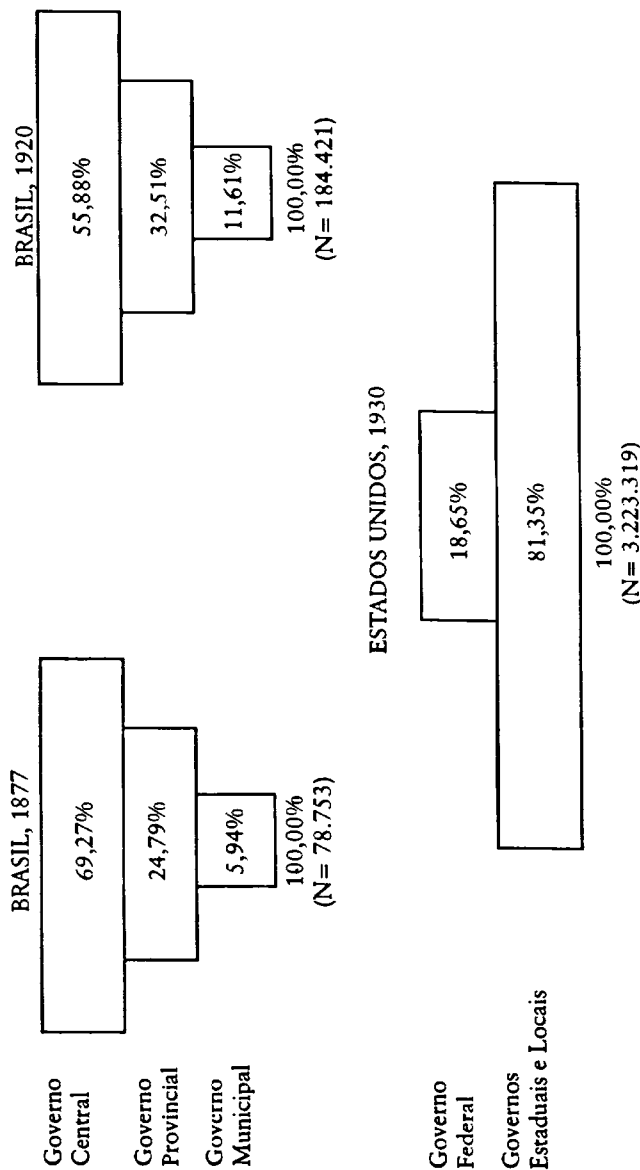 BRASIL, 1877
Governo
Central
69,27%
Governo
Provincial
24,79%
Governo
Municipal
5,94%
100,00%
(N= 78.753)
BRASIL, 1920
55,88%
32,51%
11,61%
100,00%
(N= 184.421)
ESTADOS UNIDOS, 1930
Governo
Federal
18,65%
Governos
Estaduais e Locais
81,35%
100,00%
(N= 3.223.319)